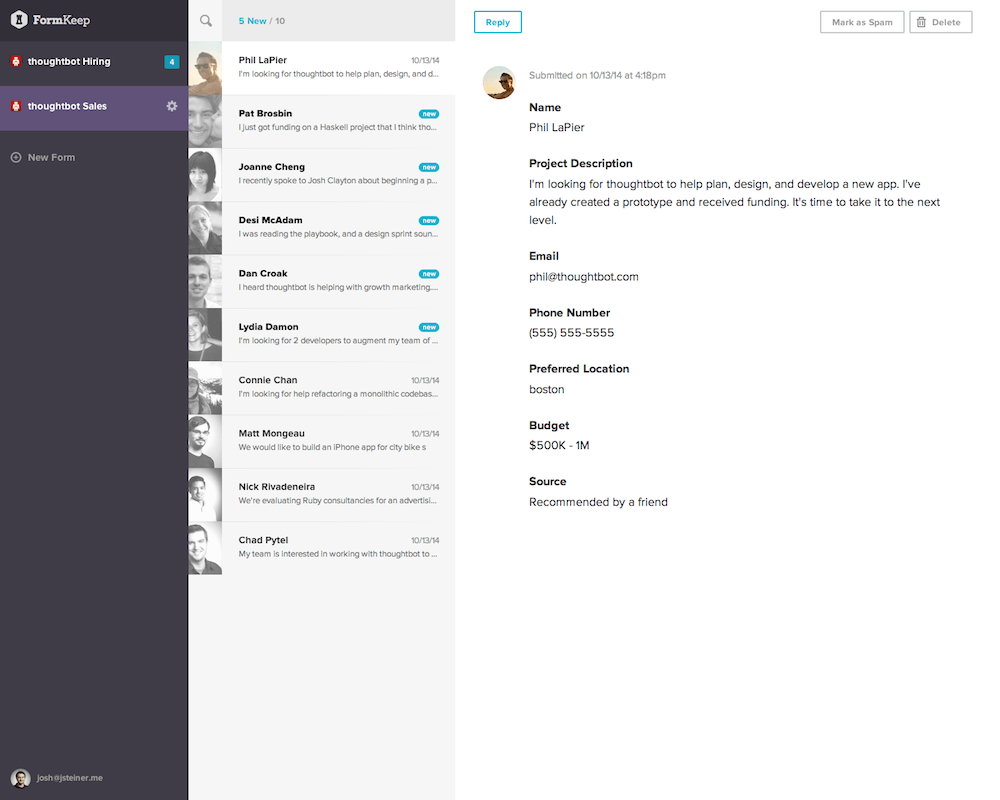 FormKeep
thoughtbot Hiring 4
thoughtbot Sales
New Form
josh@jsteiner.me
5 New / 10
Phil LaPier 10/13/14
I'm looking for thoughtbot to help plan, design, and d...
Pat Brosbin new
I just got funding on a Haskell project that I think tho...
Joanne Cheng new
I recently spoke to Josh Clayton about beginning a p...
Desi McAdam new
I was reading the playbook, and a design sprint soun...
Dan Croak new
I heard thoughtbot is helping with growth marketing....
Lydia Damon new
I'm looking for 2 developers to augment my team of ...
Connie Chan 10/13/14
I'm looking for help refactoring a monolithic codebas...
Matt Mongeau 10/13/14
We would like to build an iPhone app for city bike s
Nick Rivadeneira 10/13/14
We're evaluating Ruby consultancies for an advertisi...
Chad Pytel 10/13/14
My team is interested in working with thoughtbot to ...
Reply
Mark as Spam
Delete
Submitted on 10/13/14 at 4:18pm
Name
Phil LaPier
Project Description
I'm looking for thoughtbot to help plan, design, and develop a new app. I've
already created a prototype and received funding. It's time to take it to the next
level.
Email
phil@thoughtbot.com
Phone Number
(555) 555-5555
Preferred Location
boston
Budget
$500K - 1M
Source
Recommended by a friend